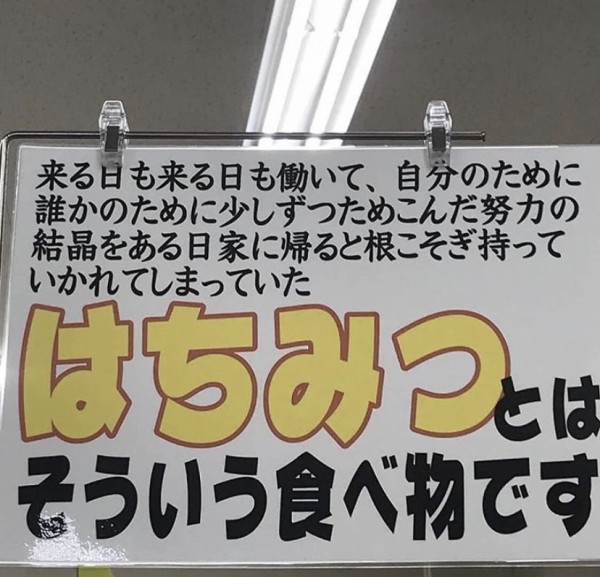 来る日も来る日も働いて、自分のために
誰かのために少しずつためこんだ努力の
結晶をある日家に帰ると根こそぎ持って
いかれてしまっていた
はちみつとは
そういう食べ物です